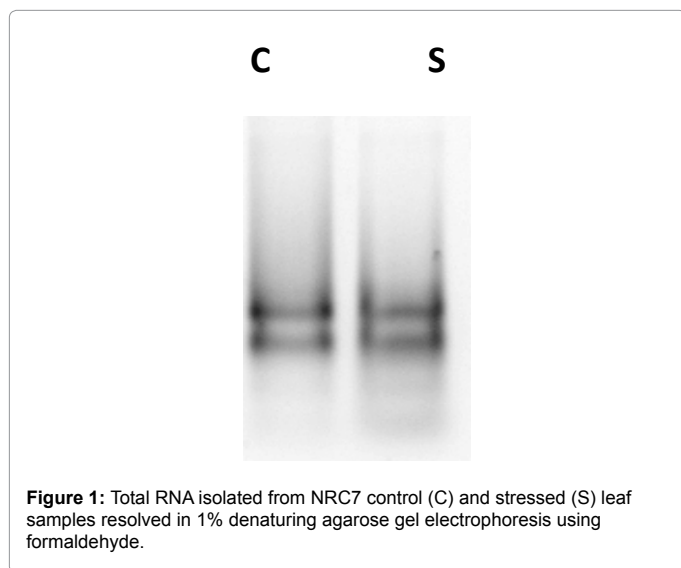 C S
Figure 1: Total RNA isolated from NRC7 control (C) and stressed (S) leaf
samples resolved in 1% denaturing agarose gel electrophoresis using
formaldehyde.